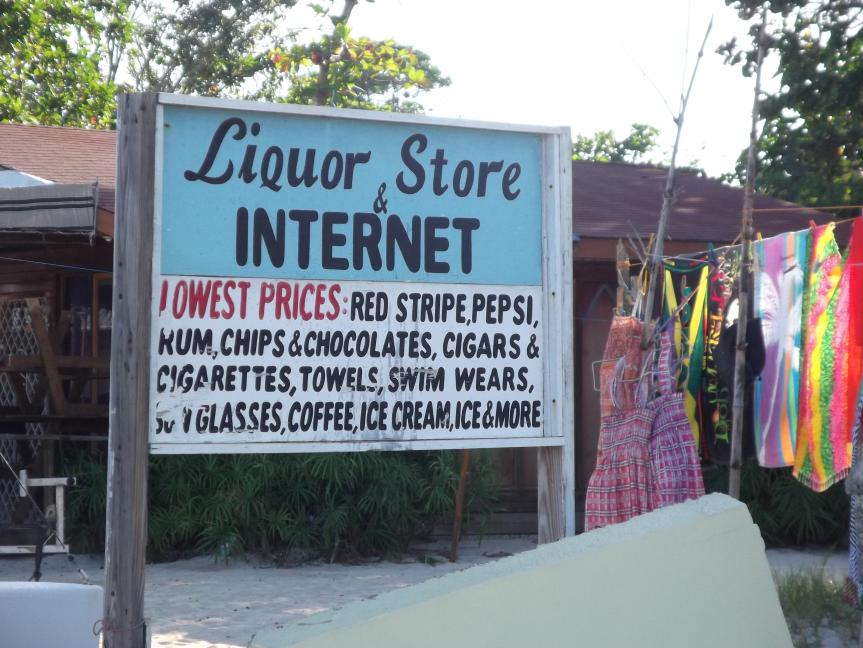 Liquor Store
&
INTERNET
LOWEST PRICES: RED STRIPE, PEPSI,
RUM, CHIPS & CHOCOLATES, CIGARS &
CIGARETTES, TOWELS, SWIM WEARS,
SUN GLASSES, COFFEE, ICE CREAM, ICE & MORE